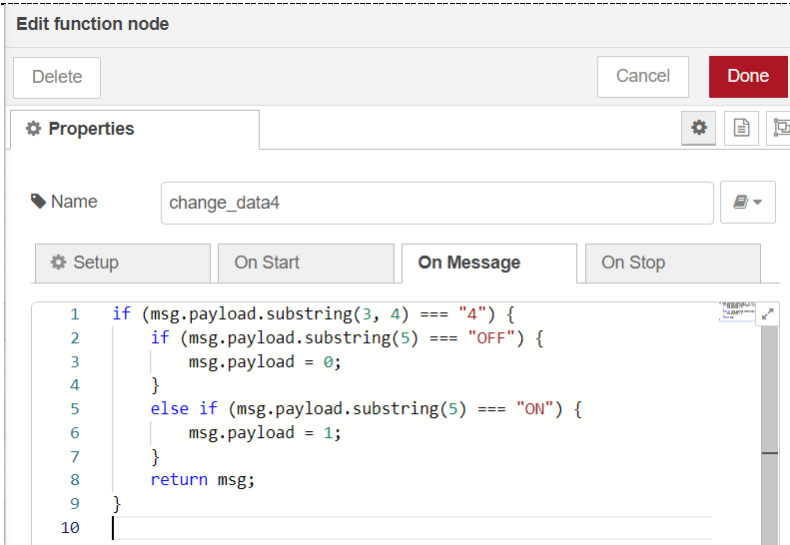 Edit function node
Delete Cancel Done
Properties
Name change_data4
Setup On Start On Message On Stop
1 if (msg.payload.substring(3, 4) === "4") {
2     if (msg.payload.substring(5) === "OFF") {
3         msg.payload = 0;
4     }
5     else if (msg.payload.substring(5) === "ON") {
6         msg.payload = 1;
7     }
8     return msg;
9 }
10